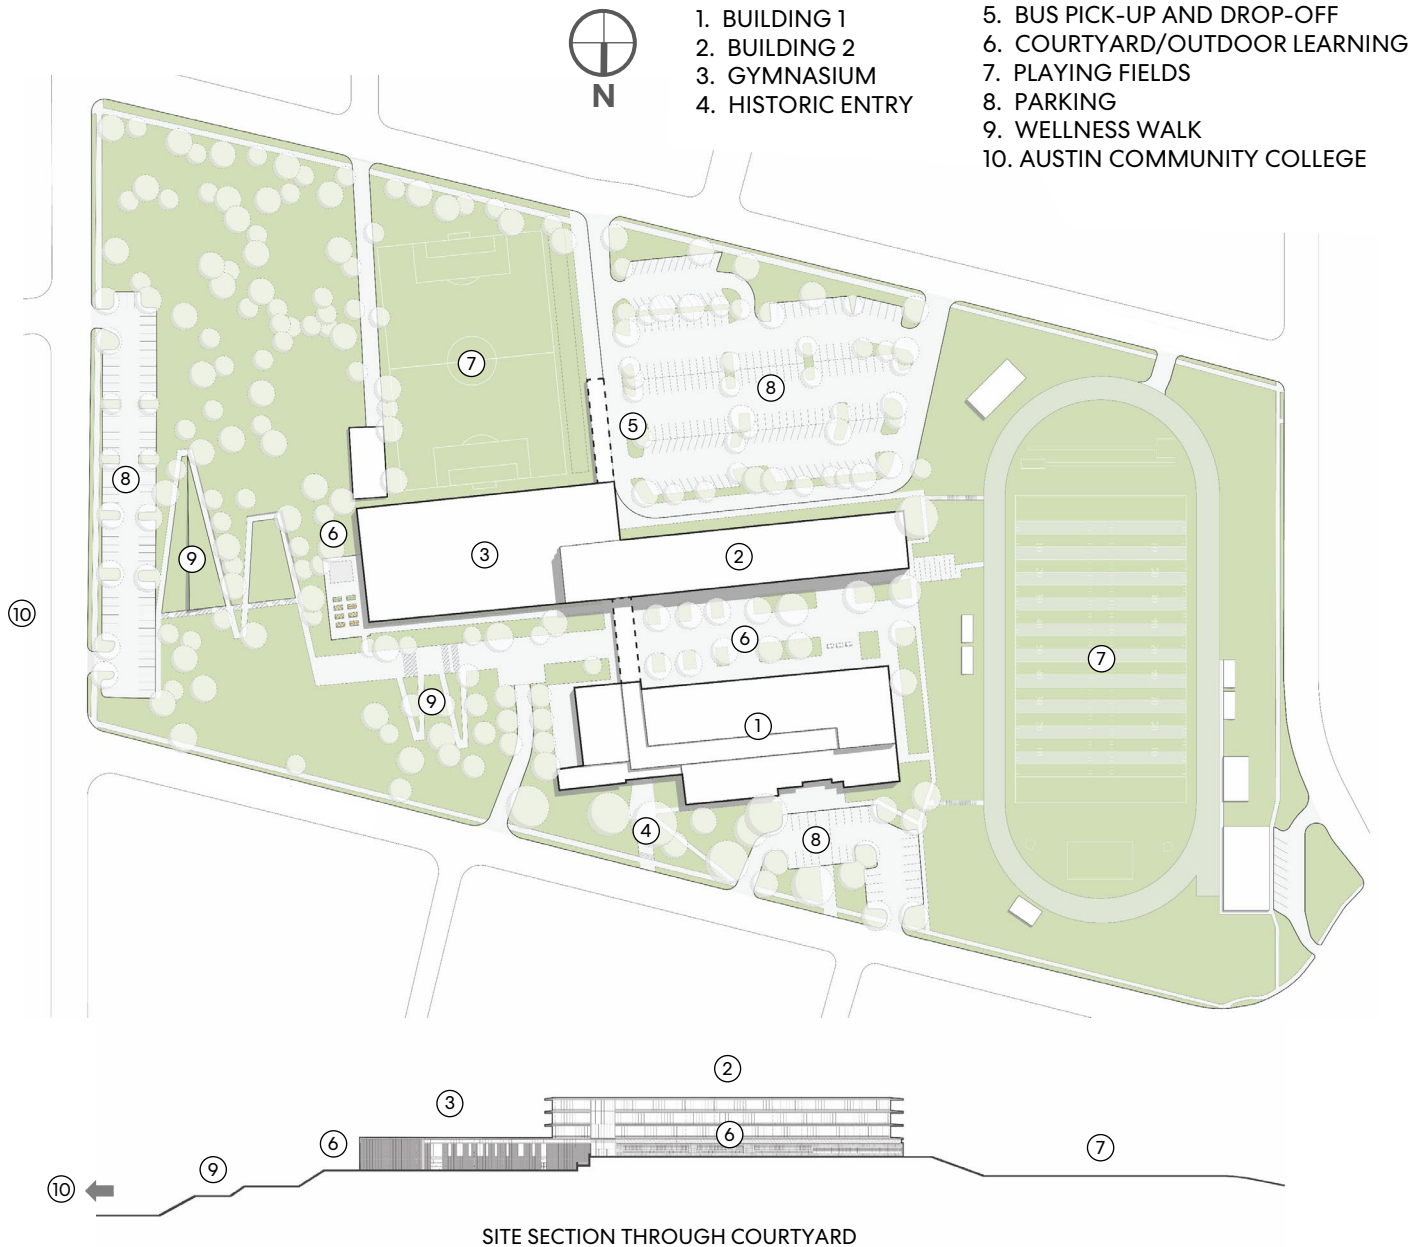 N
1. BUILDING 1
2. BUILDING 2
3. GYMNASIUM
4. HISTORIC ENTRY
5. BUS PICK-UP AND DROP-OFF
6. COURTYARD/OUTDOOR LEARNING
7. PLAYING FIELDS
8. PARKING
9. WELLNESS WALK
10. AUSTIN COMMUNITY COLLEGE
7
8
5
8
6
3
2
9
10
6
7
9
1
4
8
2
3
6
6
7
9
10
SITE SECTION THROUGH COURTYARD